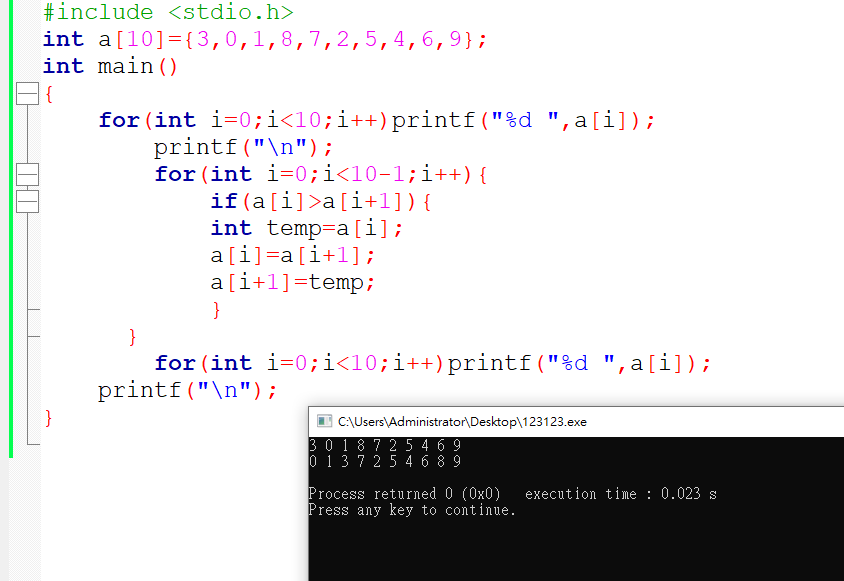 #include <stdio.h>
int a[10]={3,0,1,8,7,2,5,4,6,9};
int main()
{
for(int i=0;i<10;i++)printf("%d ",a[i]);
printf("\n");
for(int i=0;i<10-1;i++){
if(a[i]>a[i+1]){
int temp=a[i];
a[i]=a[i+1];
a[i+1]=temp;
}
}
for(int i=0;i<10;i++)printf("%d ",a[i]);
printf("\n");
}
C:\Users\Administrator\Desktop\123123.exe
3 0 1 8 7 2 5 4 6 9
0 1 3 7 2 5 4 6 8 9
Process returned 0 (0x0)   execution time : 0.023 s
Press any key to continue.